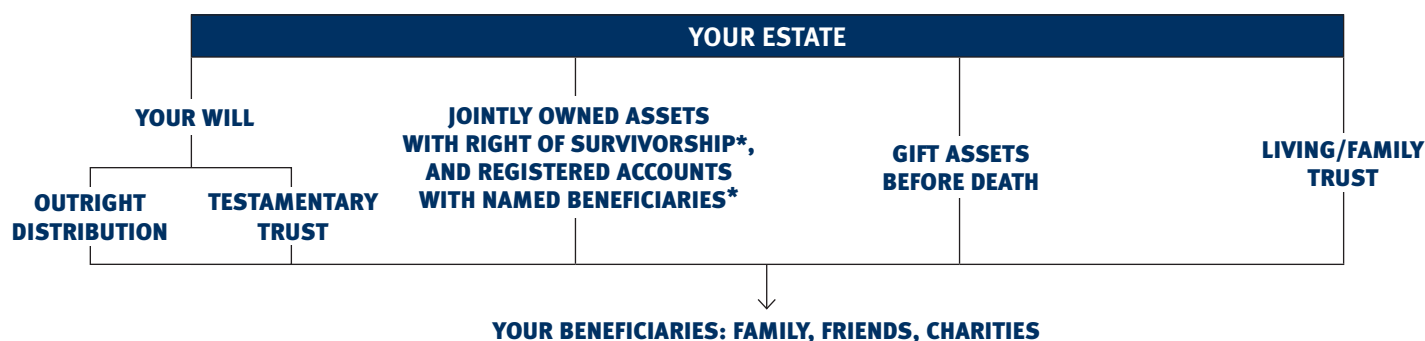 YOUR ESTATE
YOUR WILL
OUTRIGHT
DISTRIBUTION
TESTAMENTARY
TRUST
JOINTLY OWNED ASSETS
WITH RIGHT OF SURVIVORSHIP*,
AND REGISTERED ACCOUNTS
WITH NAMED BENEFICIARIES*
GIFT ASSETS
BEFORE DEATH
LIVING/FAMILY
TRUST
YOUR BENEFICIARIES: FAMILY, FRIENDS, CHARITIES